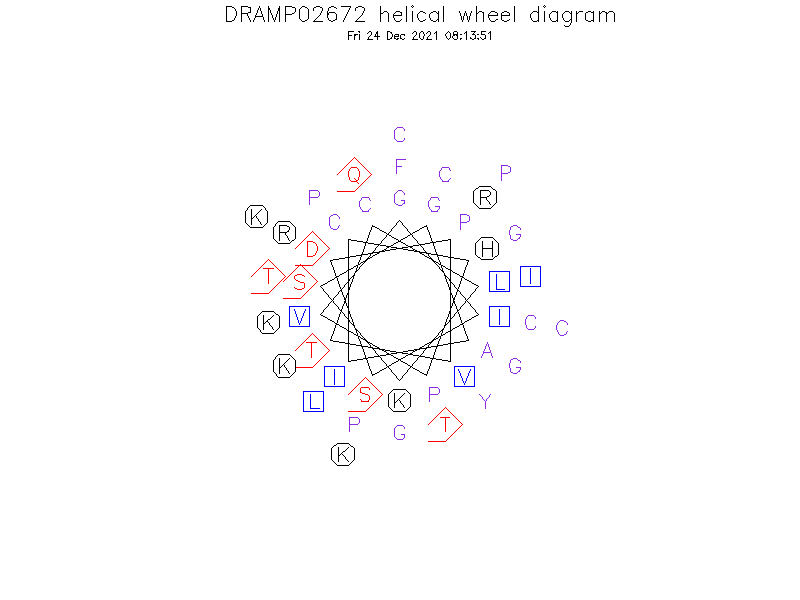 DRAMP02672 helical wheel diagram
Fri 24 Dec 2021 08:13:51
C
F
Q C P
P C G G R
K C P
R G
D H
T S L I
K V I C C
T A
K G
I V
L S K P Y
P G T
K